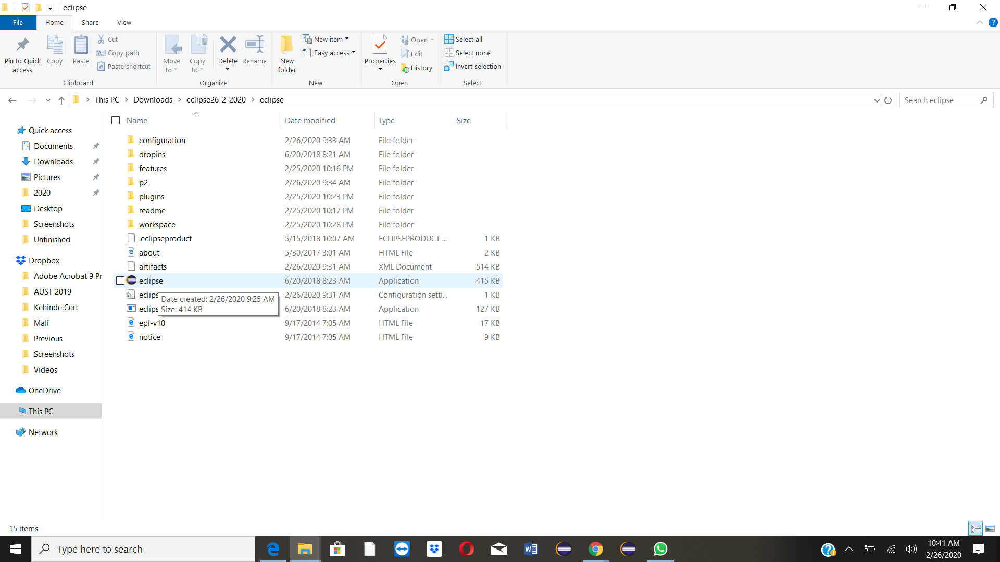 eclipse
File Home Share View
Pin to Quick access
Copy
Paste
Cut
Copy path
Paste shortcut
Clipboard
Move to
Copy to
Delete
Rename
Organize
New folder
New item
Easy access
New
Properties
Open
Edit
History
Open
Select all
Select none
Invert selection
Select
This PC > Downloads > eclipse26-2-2020 > eclipse
Search eclipse
Quick access
Documents
Downloads
Pictures
2020
Desktop
Screenshots
Unfinished
Dropbox
Adobe Acrobat 9 Pr
AUST 2019
Kehinde Cert
Mali
Previous
Screenshots
Videos
OneDrive
This PC
Network
Name Date modified Type Size
configuration 2/26/2020 9:33 AM File folder
dropins 6/20/2018 8:21 AM File folder
features 2/25/2020 10:16 PM File folder
p2 2/26/2020 9:34 AM File folder
plugins 2/25/2020 10:23 PM File folder
readme 2/25/2020 10:17 PM File folder
workspace 2/25/2020 10:28 PM File folder
.eclipseproduct 5/15/2018 10:07 AM ECLIPSEPRODUCT ... 1 KB
about 5/30/2017 3:01 AM HTML File 2 KB
artifacts 2/26/2020 9:31 AM XML Document 514 KB
eclipse 6/20/2018 8:23 AM Application 415 KB
eclips 2/26/2020 9:31 AM Configuration setti... 1 KB
eclips 6/20/2018 8:23 AM Application 127 KB
Date created: 2/26/2020 9:25 AM
Size: 414 KB
epl-v10 9/17/2014 7:05 AM HTML File 17 KB
notice 9/17/2014 7:05 AM HTML File 9 KB
15 items
Type here to search
10:41 AM
2/26/2020